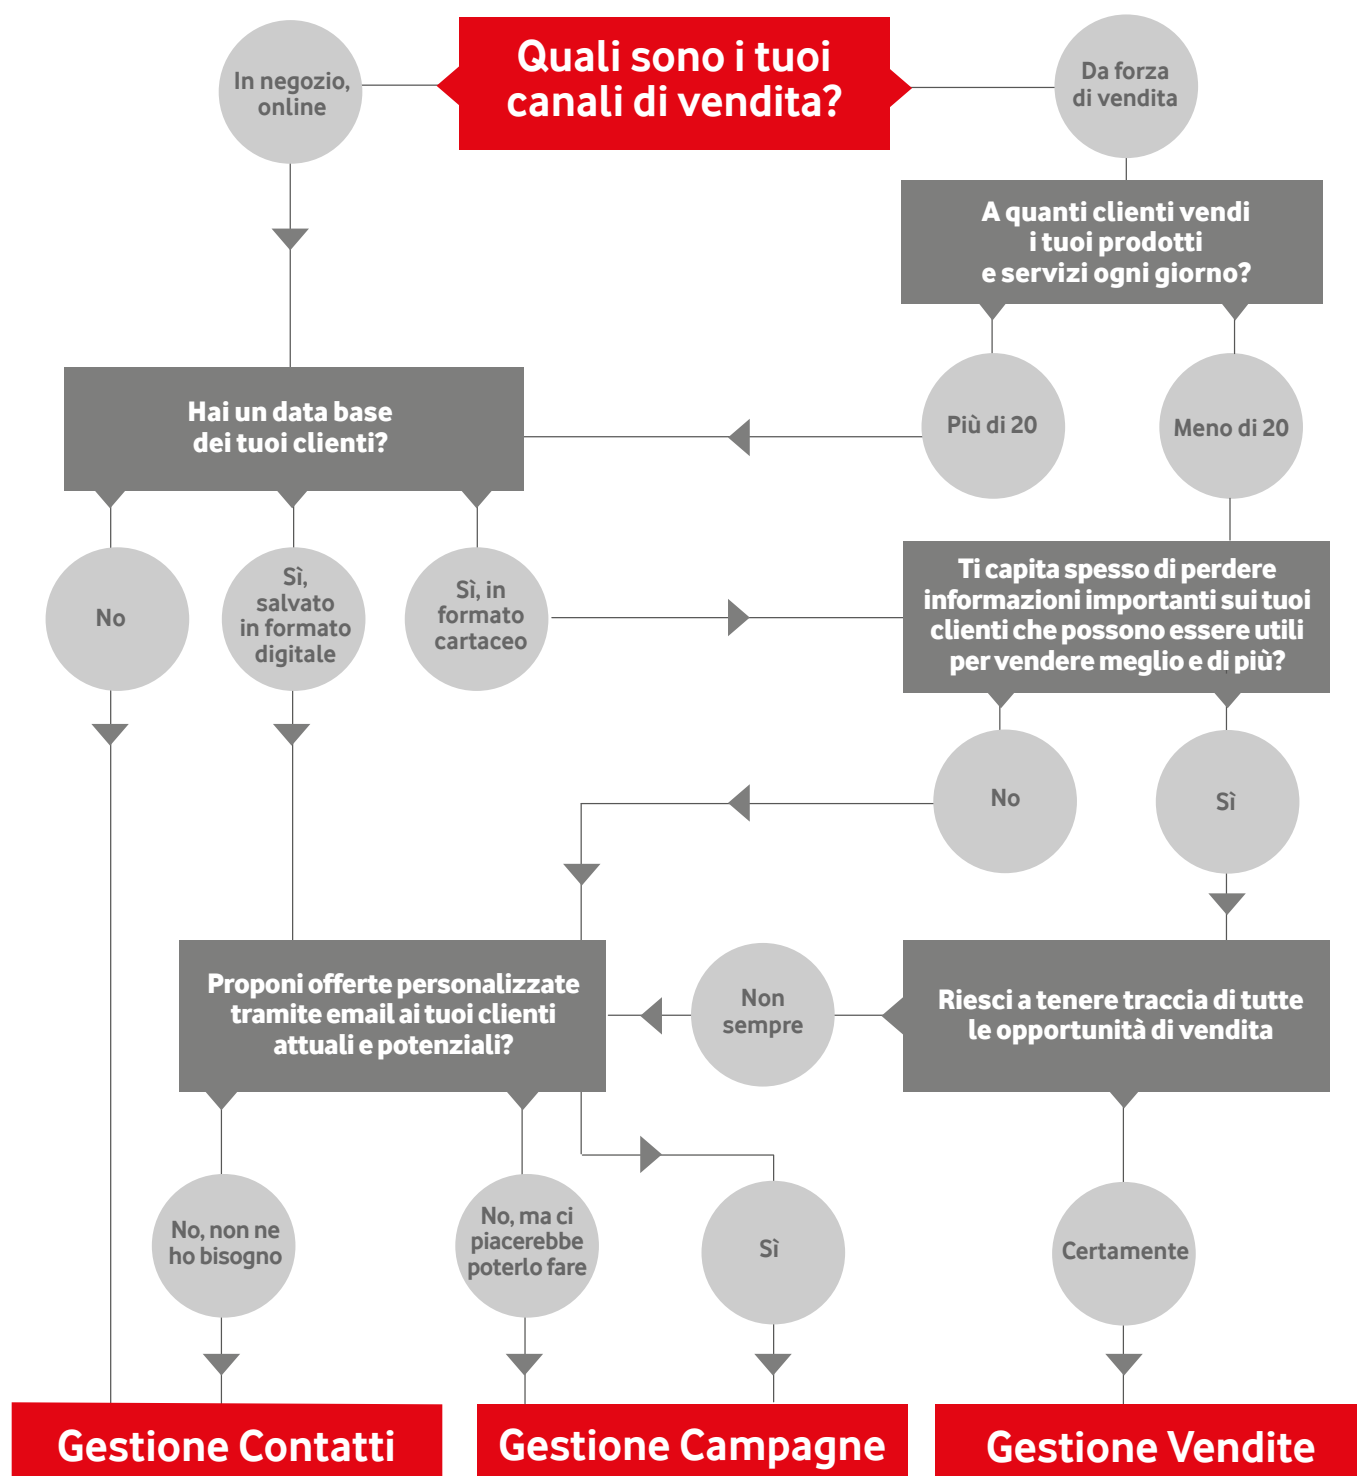 Quali sono i tuoi
canali di vendita?
In negozio,
online
Da forza
di vendita
A quanti clienti vendi
i tuoi prodotti
e servizi ogni giorno?
Hai un data base
dei tuoi clienti?
Più di 20
Meno di 20
No
Sì,
salvato
in formato
digitale
Sì, in
formato
cartaceo
Ti capita spesso di perdere
informazioni importanti sui tuoi
clienti che possono essere utili
per vendere meglio e di più?
No
Sì
Proponi offerte personalizzate
tramite email ai tuoi clienti
attuali e potenziali?
Non
sempre
Riesci a tenere traccia di tutte
le opportunità di vendita
No, non ne
ho bisogno
No, ma ci
piacerebbe
poterlo fare
Sì
Certamente
Gestione Contatti
Gestione Campagne
Gestione Vendite